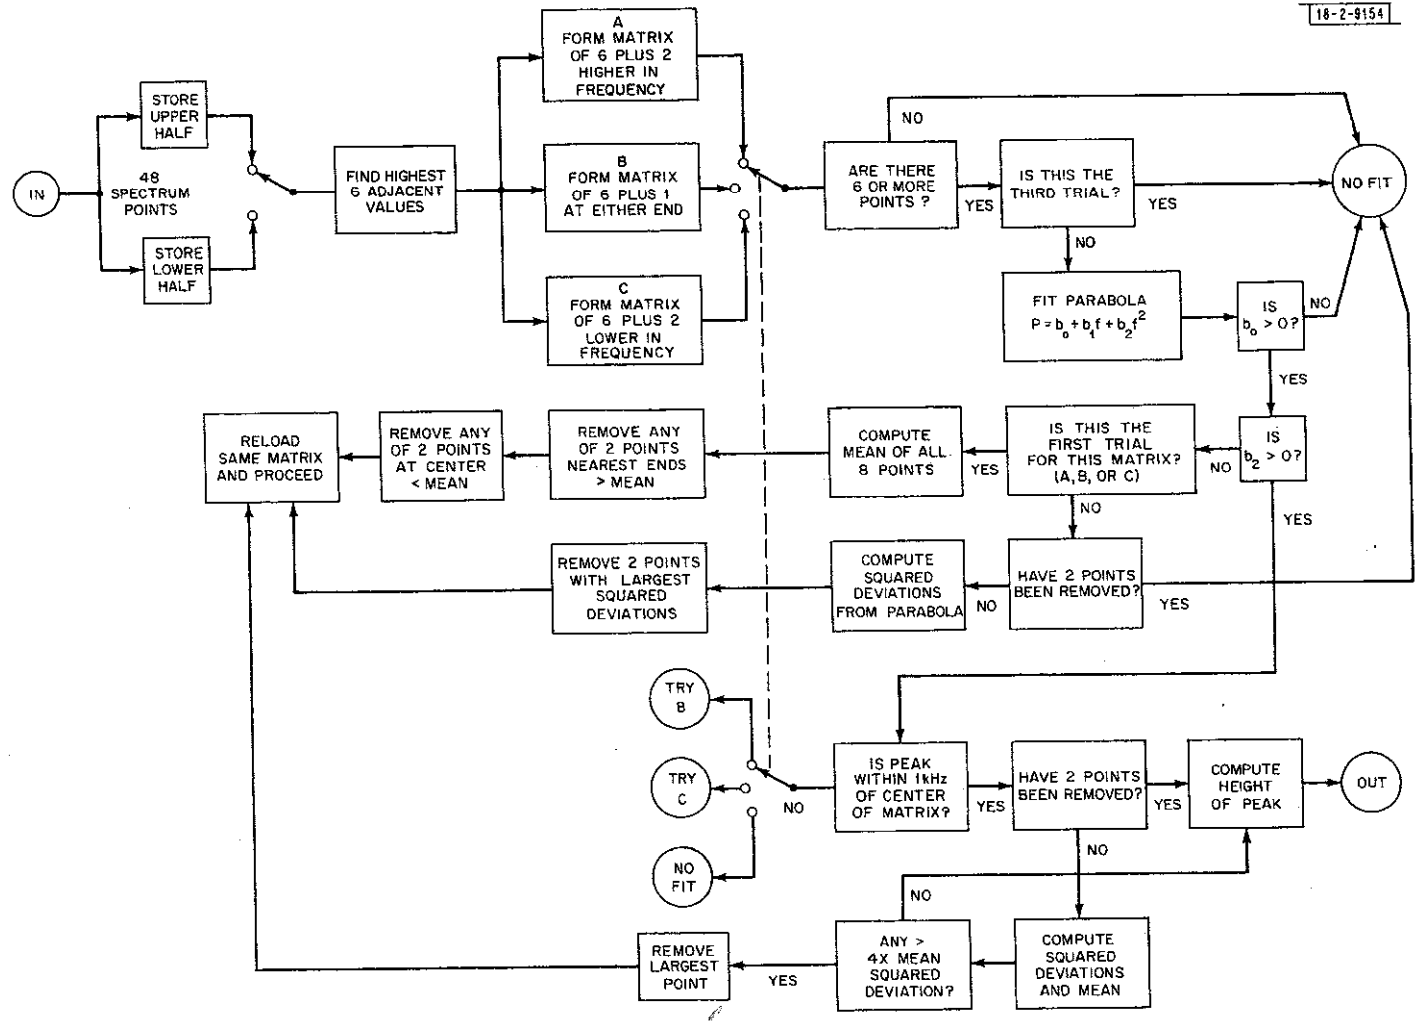 18-2-9154
A
FORM MATRIX
OF 6 PLUS 2
HIGHER IN
FREQUENCY
STORE
UPPER
HALF
IN
48
SPECTRUM
POINTS
STORE
LOWER
HALF
FIND HIGHEST
6 ADJACENT
VALUES
B
FORM MATRIX
OF 6 PLUS 1
AT EITHER END
C
FORM MATRIX
OF 6 PLUS 2
LOWER IN
FREQUENCY
ARE THERE
6 OR MORE
POINTS ?
NO
YES
IS THIS THE
THIRD TRIAL?
YES
NO
NO FIT
FIT PARABOLA
P = b₀ + b₁f + b₂f²
IS
b₀ > 0?
NO
YES
IS
b₂ > 0?
NO
YES
IS THIS THE
FIRST TRIAL
FOR THIS MATRIX?
(A, B, OR C)
YES
NO
COMPUTE
MEAN OF ALL
8 POINTS
REMOVE ANY
OF 2 POINTS
NEAREST ENDS
> MEAN
REMOVE ANY
OF 2 POINTS
AT CENTER
< MEAN
RELOAD
SAME MATRIX
AND PROCEED
HAVE 2 POINTS
BEEN REMOVED?
YES
NO
COMPUTE
SQUARED
DEVIATIONS
FROM PARABOLA
REMOVE 2 POINTS
WITH LARGEST
SQUARED
DEVIATIONS
TRY
B
TRY
C
NO
FIT
NO
IS PEAK
WITHIN 1kHz
OF CENTER
OF MATRIX?
YES
HAVE 2 POINTS
BEEN REMOVED?
YES
NO
COMPUTE
HEIGHT
OF PEAK
OUT
COMPUTE
SQUARED
DEVIATIONS
AND MEAN
ANY >
4X MEAN
SQUARED
DEVIATION?
NO
YES
REMOVE
LARGEST
POINT